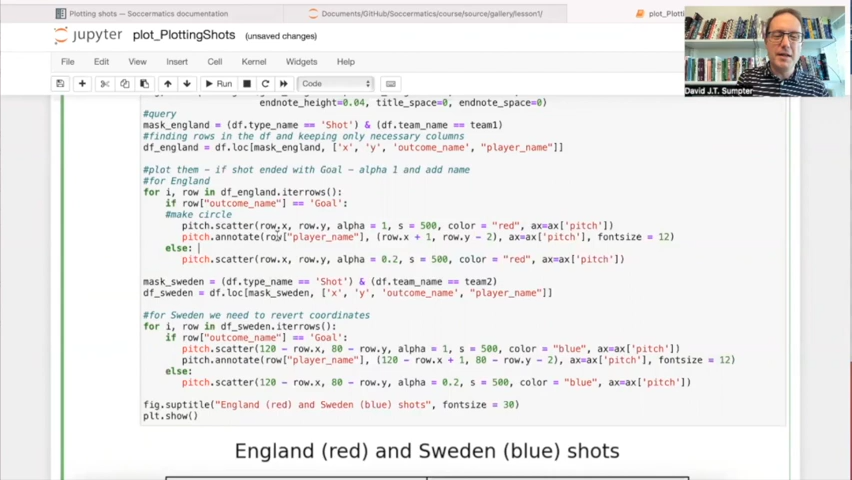 Plotting shots — Soccermatics documentation
Documents/GitHub/Soccermatics/course/source/gallery/lesson1/
plot_PlottingShots
jupyter plot_PlottingShots (unsaved changes)
File Edit View Insert Cell Kernel Widgets Help
Run Code
David J.T. Sumpter
endnote_height=0.04, title_space=0, endnote_space=0)
#query
mask_england = (df.type_name == 'Shot') & (df.team_name == team1)
#finding rows in the df and keeping only necessary columns
df_england = df.loc[mask_england, ['x', 'y', 'outcome_name', "player_name"]]
#plot them - if shot ended with Goal - alpha 1 and add name
#for England
for i, row in df_england.iterrows():
if row["outcome_name"] == 'Goal':
#make circle
pitch.scatter(row.x, row.y, alpha = 1, s = 500, color = "red", ax=ax['pitch'])
pitch.annotate(row["player_name"], (row.x + 1, row.y - 2), ax=ax['pitch'], fontsize = 12)
else:
pitch.scatter(row.x, row.y, alpha = 0.2, s = 500, color = "red", ax=ax['pitch'])
mask_sweden = (df.type_name == 'Shot') & (df.team_name == team2)
df_sweden = df.loc[mask_sweden, ['x', 'y', 'outcome_name', "player_name"]]
#for Sweden we need to revert coordinates
for i, row in df_sweden.iterrows():
if row["outcome_name"] == 'Goal':
pitch.scatter(120 - row.x, 80 - row.y, alpha = 1, s = 500, color = "blue", ax=ax['pitch'])
pitch.annotate(row["player_name"], (120 - row.x + 1, 80 - row.y - 2), ax=ax['pitch'], fontsize = 12)
else:
pitch.scatter(120 - row.x, 80 - row.y, alpha = 0.2, s = 500, color = "blue", ax=ax['pitch'])
fig.suptitle("England (red) and Sweden (blue) shots", fontsize = 30)
plt.show()
England (red) and Sweden (blue) shots